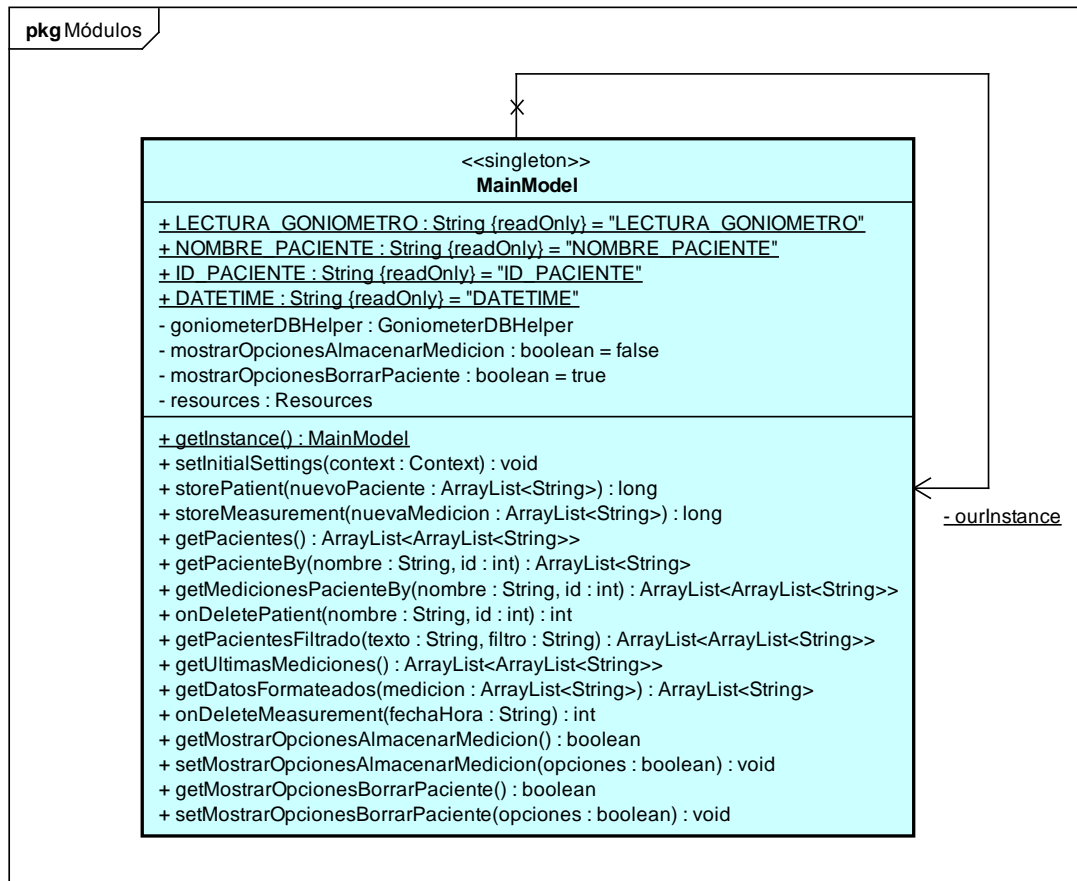 pkg Módulos
<<singleton>>
MainModel
+ LECTURA_GONIOMETRO : String {readOnly} = "LECTURA_GONIOMETRO"
+ NOMBRE_PACIENTE : String {readOnly} = "NOMBRE_PACIENTE"
+ ID_PACIENTE : String {readOnly} = "ID_PACIENTE"
+ DATETIME : String {readOnly} = "DATETIME"
- goniometerDBHelper : GoniometerDBHelper
- mostrarOpcionesAlmacenarMedicion : boolean = false
- mostrarOpcionesBorrarPaciente : boolean = true
- resources : Resources
+ getInstance() : MainModel
+ setInitialSettings(context : Context) : void
+ storePatient(nuevoPaciente : ArrayList<String>) : long
+ storeMeasurement(nuevaMedicion : ArrayList<String>) : long
+ getPacientes() : ArrayList<ArrayList<String>>
+ getPacienteBy(nombre : String, id : int) : ArrayList<String>
+ getMedicionesPacienteBy(nombre : String, id : int) : ArrayList<ArrayList<String>>
+ onDeletePatient(nombre : String, id : int) : int
+ getPacientesFiltrado(texto : String, filtro : String) : ArrayList<ArrayList<String>>
+ getUltimasMediciones() : ArrayList<ArrayList<String>>
+ getDatosFormateados(medicion : ArrayList<String>) : ArrayList<String>
+ onDeleteMeasurement(fechaHora : String) : int
+ getMostrarOpcionesAlmacenarMedicion() : boolean
+ setMostrarOpcionesAlmacenarMedicion(opciones : boolean) : void
+ getMostrarOpcionesBorrarPaciente() : boolean
+ setMostrarOpcionesBorrarPaciente(opciones : boolean) : void
- ourInstance